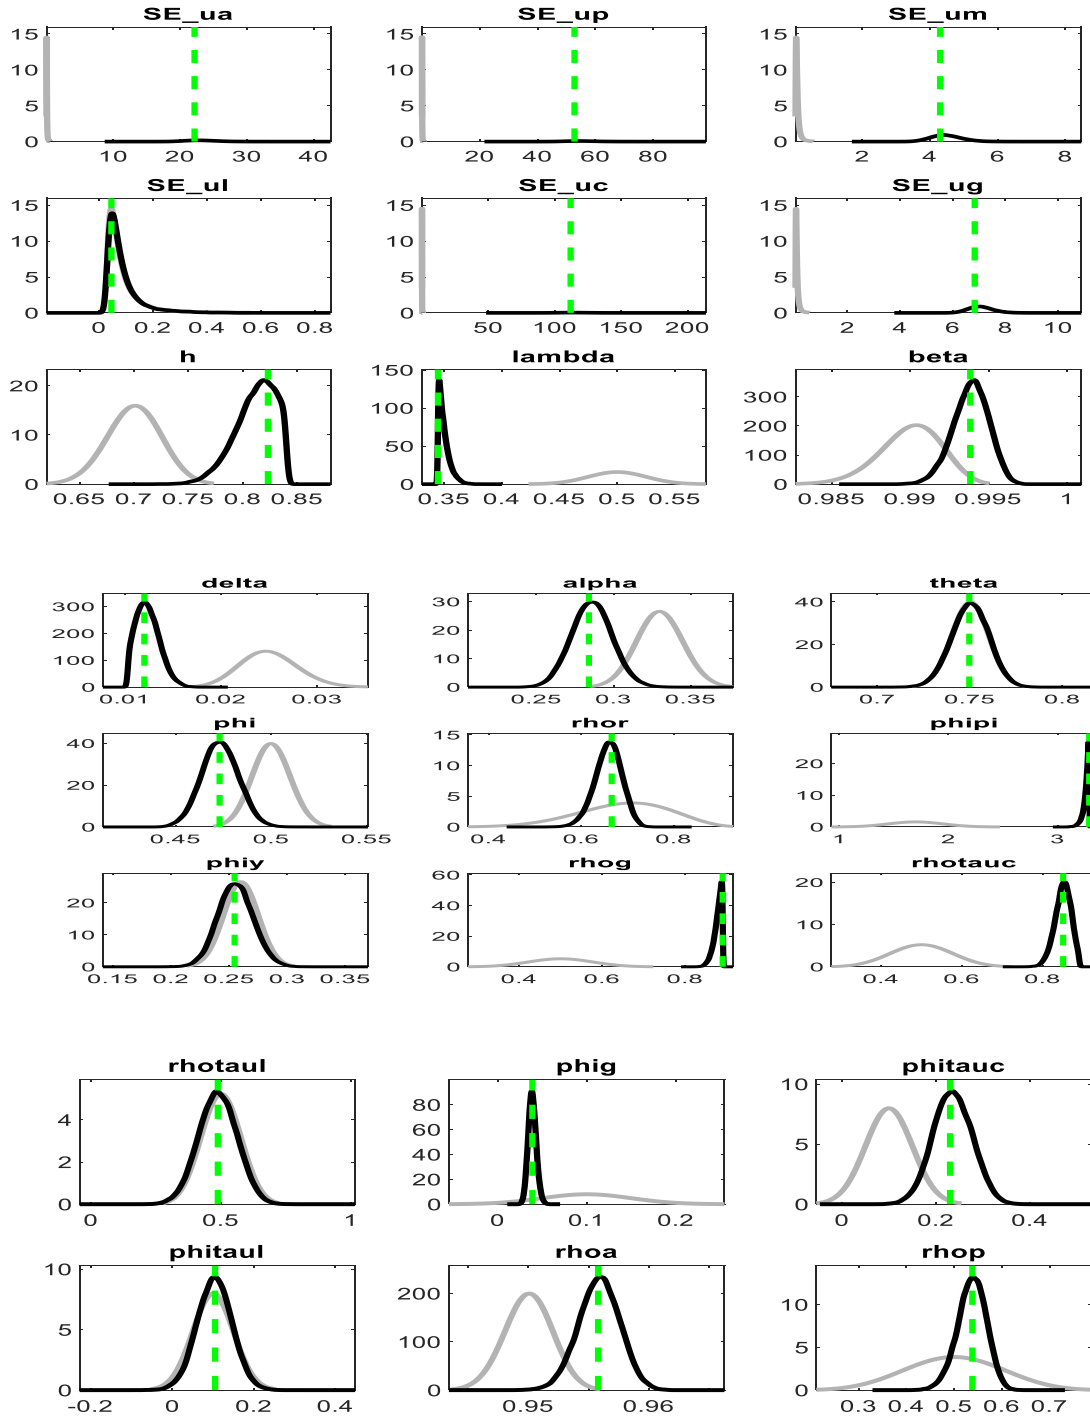 SE_ua SE_up SE_um
15 15 15
10 10 10
5 5 5
0 0 0
10 20 30 40 20 40 60 80 2 4 6 8
SE_ul SE_uc SE_ug
15 15 15
10 10 10
5 5 5
0 0 0
0 0.2 0.4 0.6 0.8 50 100 150 200 2 4 6 8 10
h lambda beta
20 150 300
10 100 200
0 50 100
0 0
0.65 0.7 0.75 0.8 0.85 0.35 0.4 0.45 0.5 0.55 0.985 0.99 0.995 1
delta alpha theta
300 30 40
200 20 20
100 10 0
0 0
0.01 0.02 0.03 0.25 0.3 0.35 0.7 0.75 0.8
phi rhor phipi
40 15 20
20 10 10
0 5 0
0
0.45 0.5 0.55 0.4 0.6 0.8 1 2 3
phiy rhog rhotauc
20 60 20
10 40 10
0 20 0
0
0.15 0.2 0.25 0.3 0.35 0.4 0.6 0.8 0.4 0.6 0.8
rhotaul phig phitauc
4 80 10
2 60 5
0 40 0
20
0
0 0.5 1 0 0.1 0.2 0 0.2 0.4
phitaul rhoa rhop
10 200 10
5 100 5
0 0 0
-0.2 0 0.2 0.4 0.95 0.96 0.3 0.4 0.5 0.6 0.7